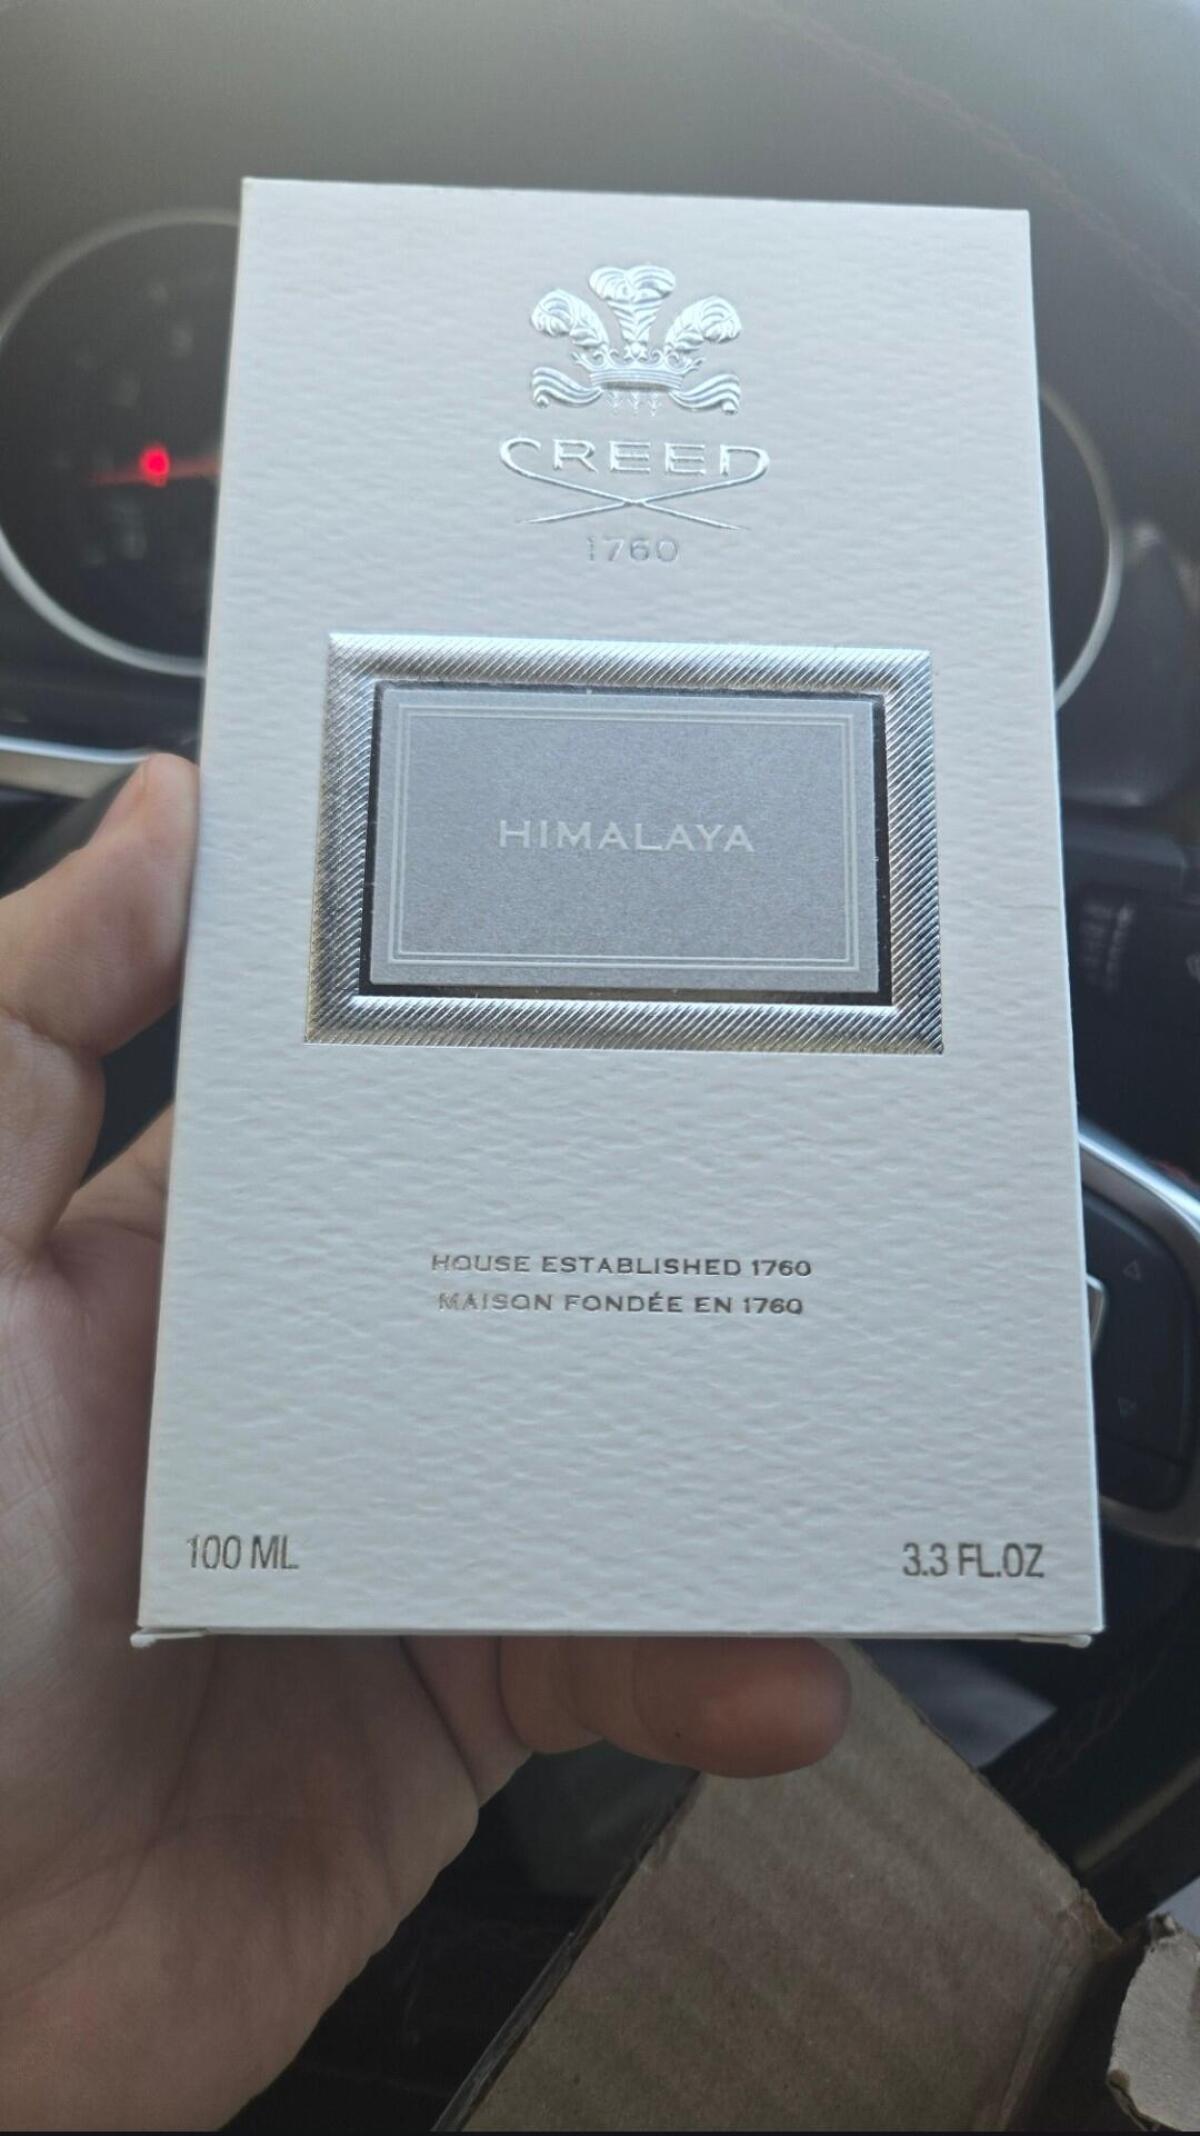 CREED
1760
HIMALAYA
HOUSE ESTABLISHED 1760
MAISON FONDÉE EN 1760
100 ML
3.3 FL.OZ